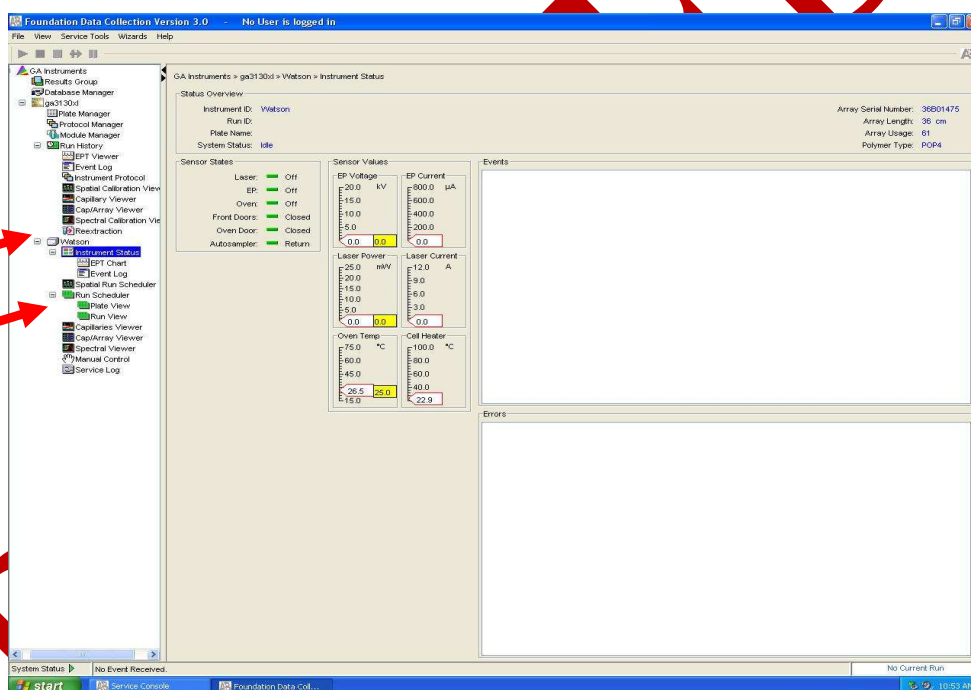 Foundation Data Collection Version 3.0 - No User is logged in
File View Service Tools Wizards Help
GA Instruments
Results Group
Database Manager
ga3130xl
Plate Manager
Protocol Manager
Module Manager
Run History
EPT Viewer
Event Log
Instrument Protocol
Spatial Calibration View
Capillary Viewer
Cap/Array Viewer
Spectral Calibration Vie
Reextraction
Watson
Instrument Status
EPT Chart
Event Log
Spatial Run Scheduler
Run Scheduler
Plate View
Run View
Capillaries Viewer
Cap/Array Viewer
Spectral Viewer
Manual Control
Service Log
GA Instruments » ga3130xl » Watson » Instrument Status
Status Overview
Instrument ID: Watson
Run ID:
Plate Name:
System Status: Idle
Array Serial Number: 36B01475
Array Length: 36 cm
Array Usage: 61
Polymer Type: POP4
Sensor States
Laser: Off
EP: Off
Oven: Off
Front Doors: Closed
Oven Door: Closed
Autosampler: Return
Sensor Values
EP Voltage
20.0 kV
15.0
10.0
5.0
0.0 0.0
EP Current
800.0 µA
600.0
400.0
200.0
0.0
Laser Power
25.0 mW
20.0
15.0
10.0
5.0
0.0 0.0
Laser Current
12.0 A
9.0
6.0
3.0
0.0
Oven Temp
75.0 °C
60.0
45.0
26.5 25.0
15.0
Cell Heater
100.0 °C
80.0
60.0
40.0
22.9
Events
Errors
System Status
No Event Received.
No Current Run
start
Service Console
Foundation Data Coll...
10:53 AM